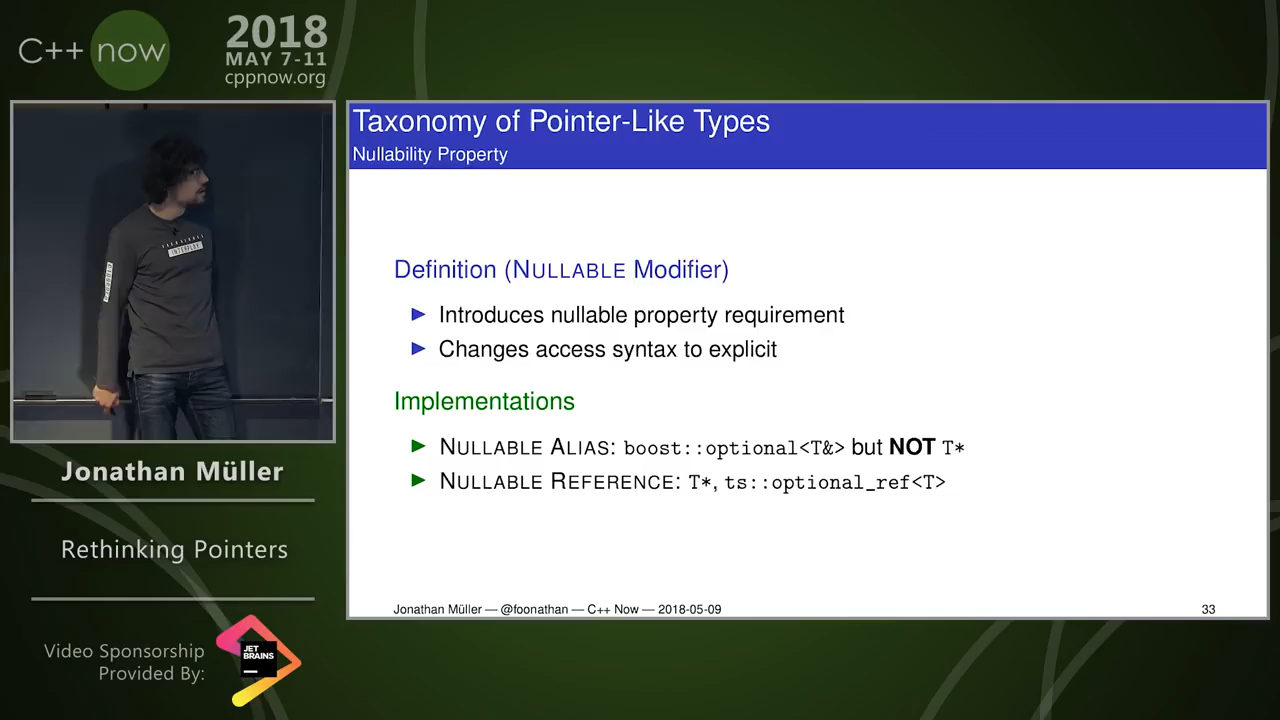 C++ now
2018
MAY 7-11
cppnow.org
Taxonomy of Pointer-Like Types
Nullability Property
Definition (NULLABLE Modifier)
Introduces nullable property requirement
Changes access syntax to explicit
Implementations
NULLABLE ALIAS: boost::optional<T&> but NOT T*
NULLABLE REFERENCE: T*, ts::optional_ref<T>
Jonathan Müller — @foonathan — C++ Now — 2018-05-09
33
Jonathan Müller
Rethinking Pointers
Video Sponsorship
Provided By:
JET
BRAINS